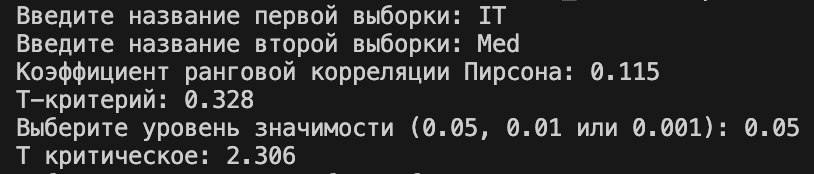 Введите название первой выборки: IT
Введите название второй выборки: Med
Коэффициент ранговой корреляции Пирсона: 0.115
Т-критерий: 0.328
Выберите уровень значимости (0.05, 0.01 или 0.001): 0.05
Т критическое: 2.306